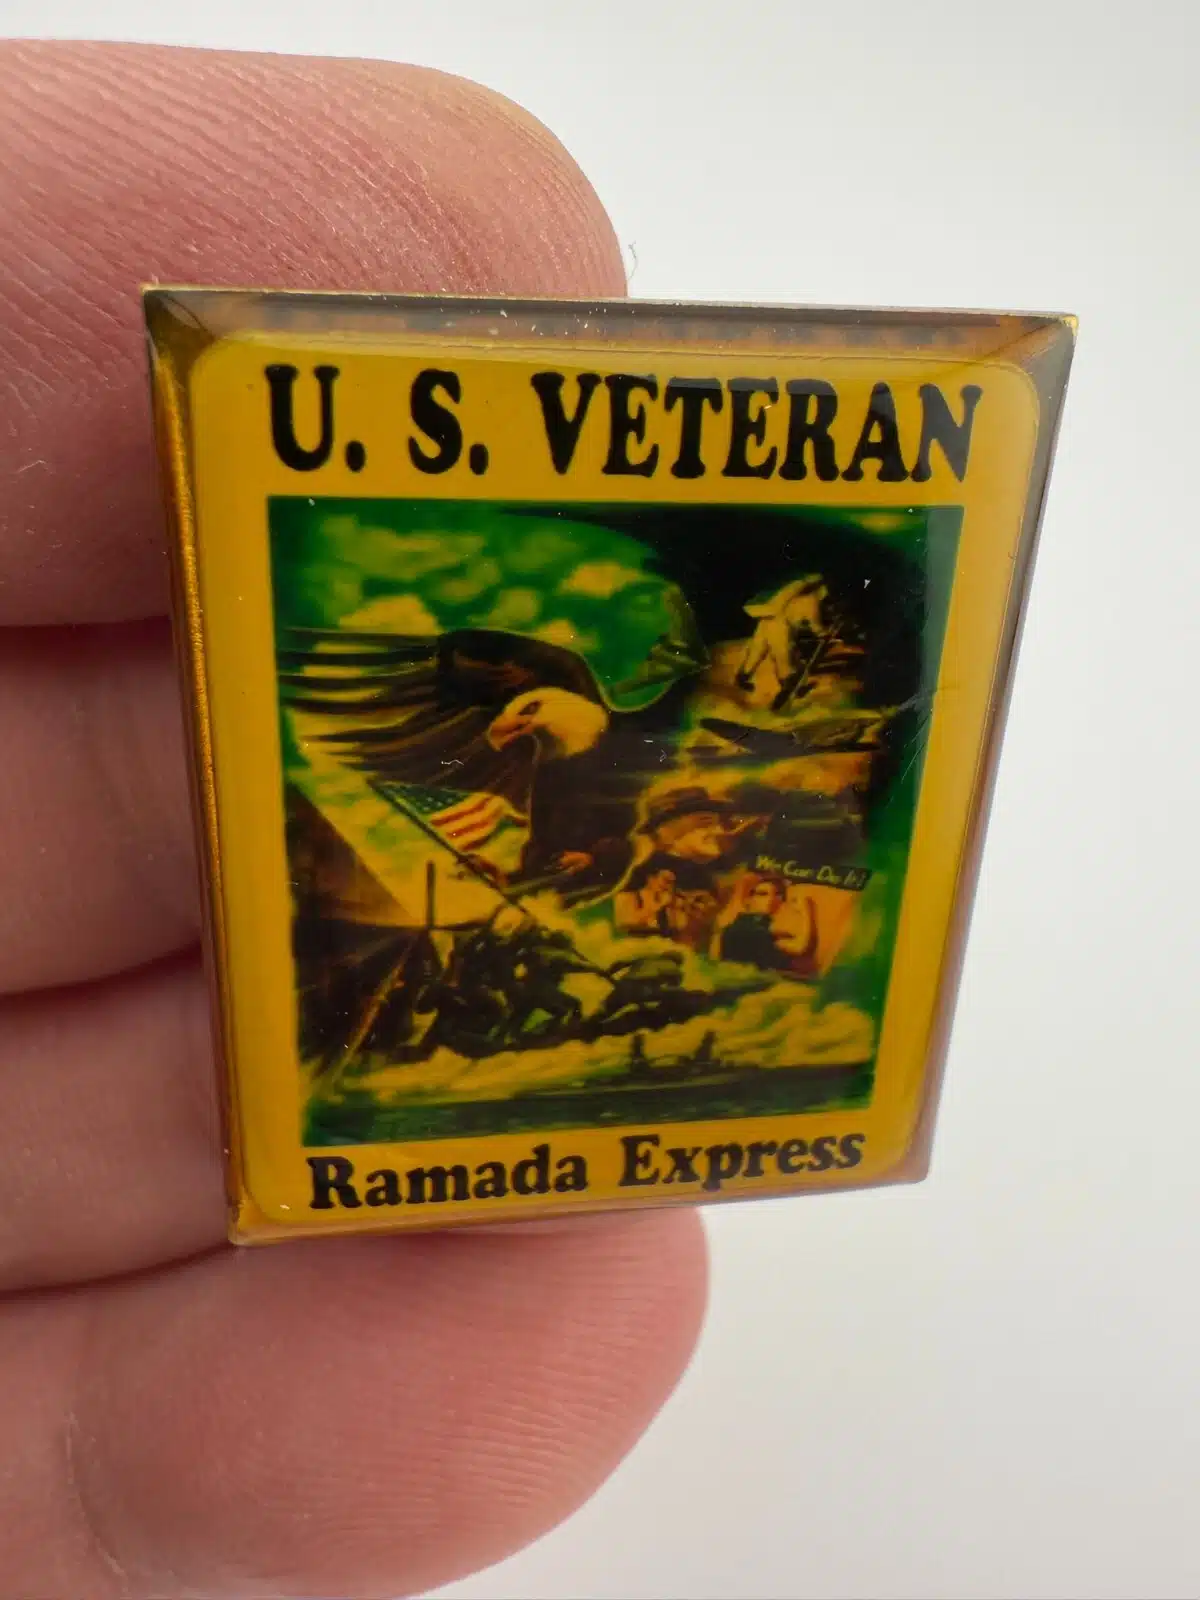 U. S. VETERAN
We Can Do It!
Ramada Express